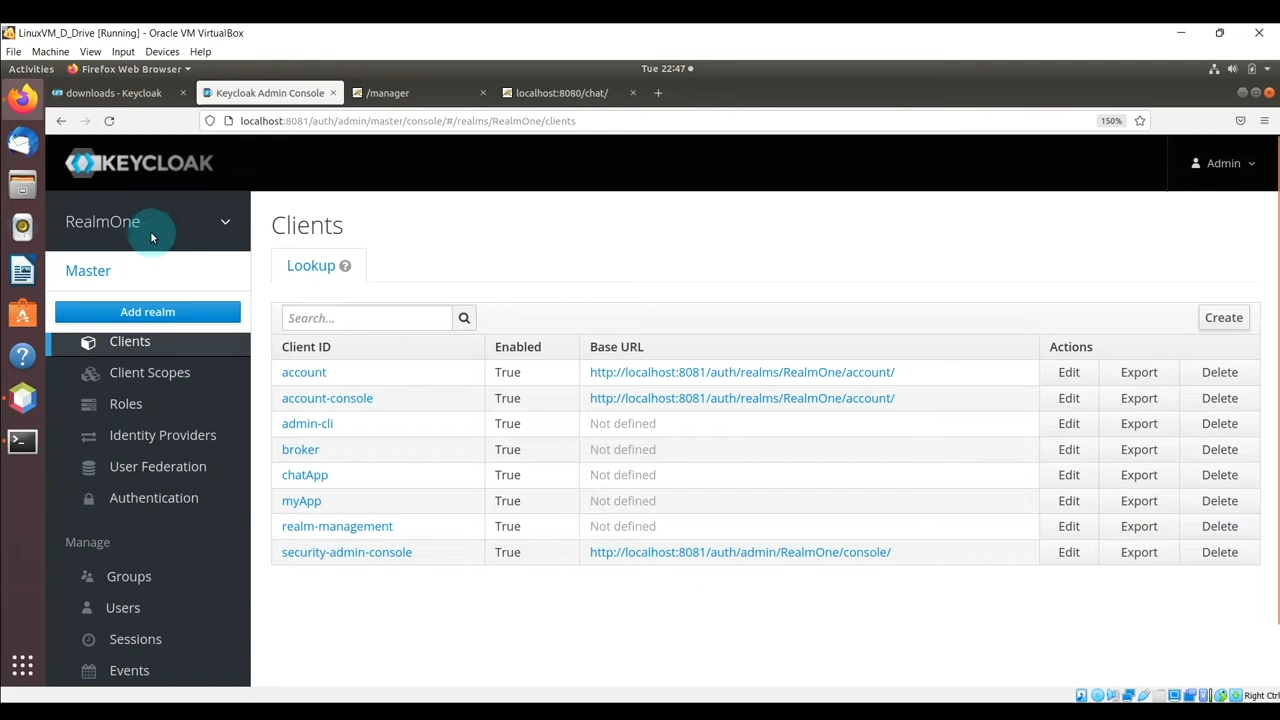 LinuxVM_D_Drive [Running] - Oracle VM VirtualBox
File Machine View Input Devices Help
Activities Firefox Web Browser Tue 22:47
downloads - Keycloak Keycloak Admin Console /manager localhost:8080/chat/
localhost:8081/auth/admin/master/console/#/realms/RealmOne/clients 150%
KEYCLOAK Admin
RealmOne
Master
Add realm
Clients
Client Scopes
Roles
Identity Providers
User Federation
Authentication
Manage
Groups
Users
Sessions
Events
Clients
Lookup ?
Search... Create
Client ID Enabled Base URL Actions
account True http://localhost:8081/auth/realms/RealmOne/account/ Edit Export Delete
account-console True http://localhost:8081/auth/realms/RealmOne/account/ Edit Export Delete
admin-cli True Not defined Edit Export Delete
broker True Not defined Edit Export Delete
chatApp True Not defined Edit Export Delete
myApp True Not defined Edit Export Delete
realm-management True Not defined Edit Export Delete
security-admin-console True http://localhost:8081/auth/admin/RealmOne/console/ Edit Export Delete
Right Ctrl